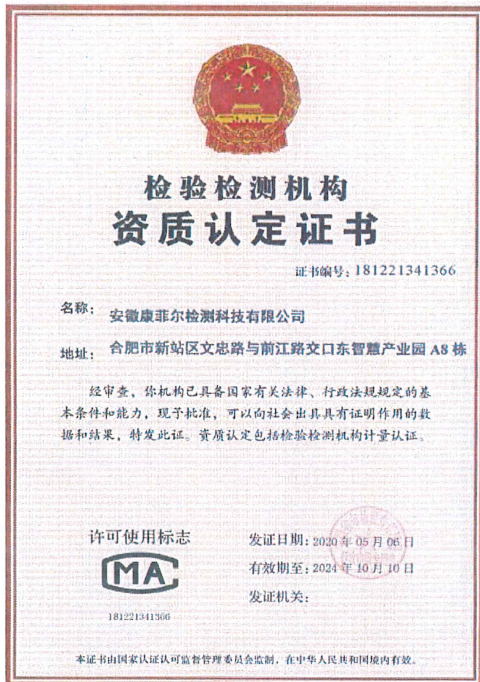 检验检测机构
资质认定证书
证书编号：181221341366
名称：安徽康菲尔检测科技有限公司
地址：合肥市新站区文忠路与前江路交口东智慧产业园 A8 栋
经审查，你机构已具备国家有关法律、行政法规规定的基
本条件和能力，现予批准，可以向社会出具具有证明作用的数
据和结果，特发此证。资质认定包括检验检测机构计量认证。
许可使用标志
MA
181221341366
发证日期：2020 年 05 月 06 日
有效期至：2024 年 10 月 10 日
发证机关：
本证书由国家认证认可监督管理委员会监制，在中华人民共和国境内有效。